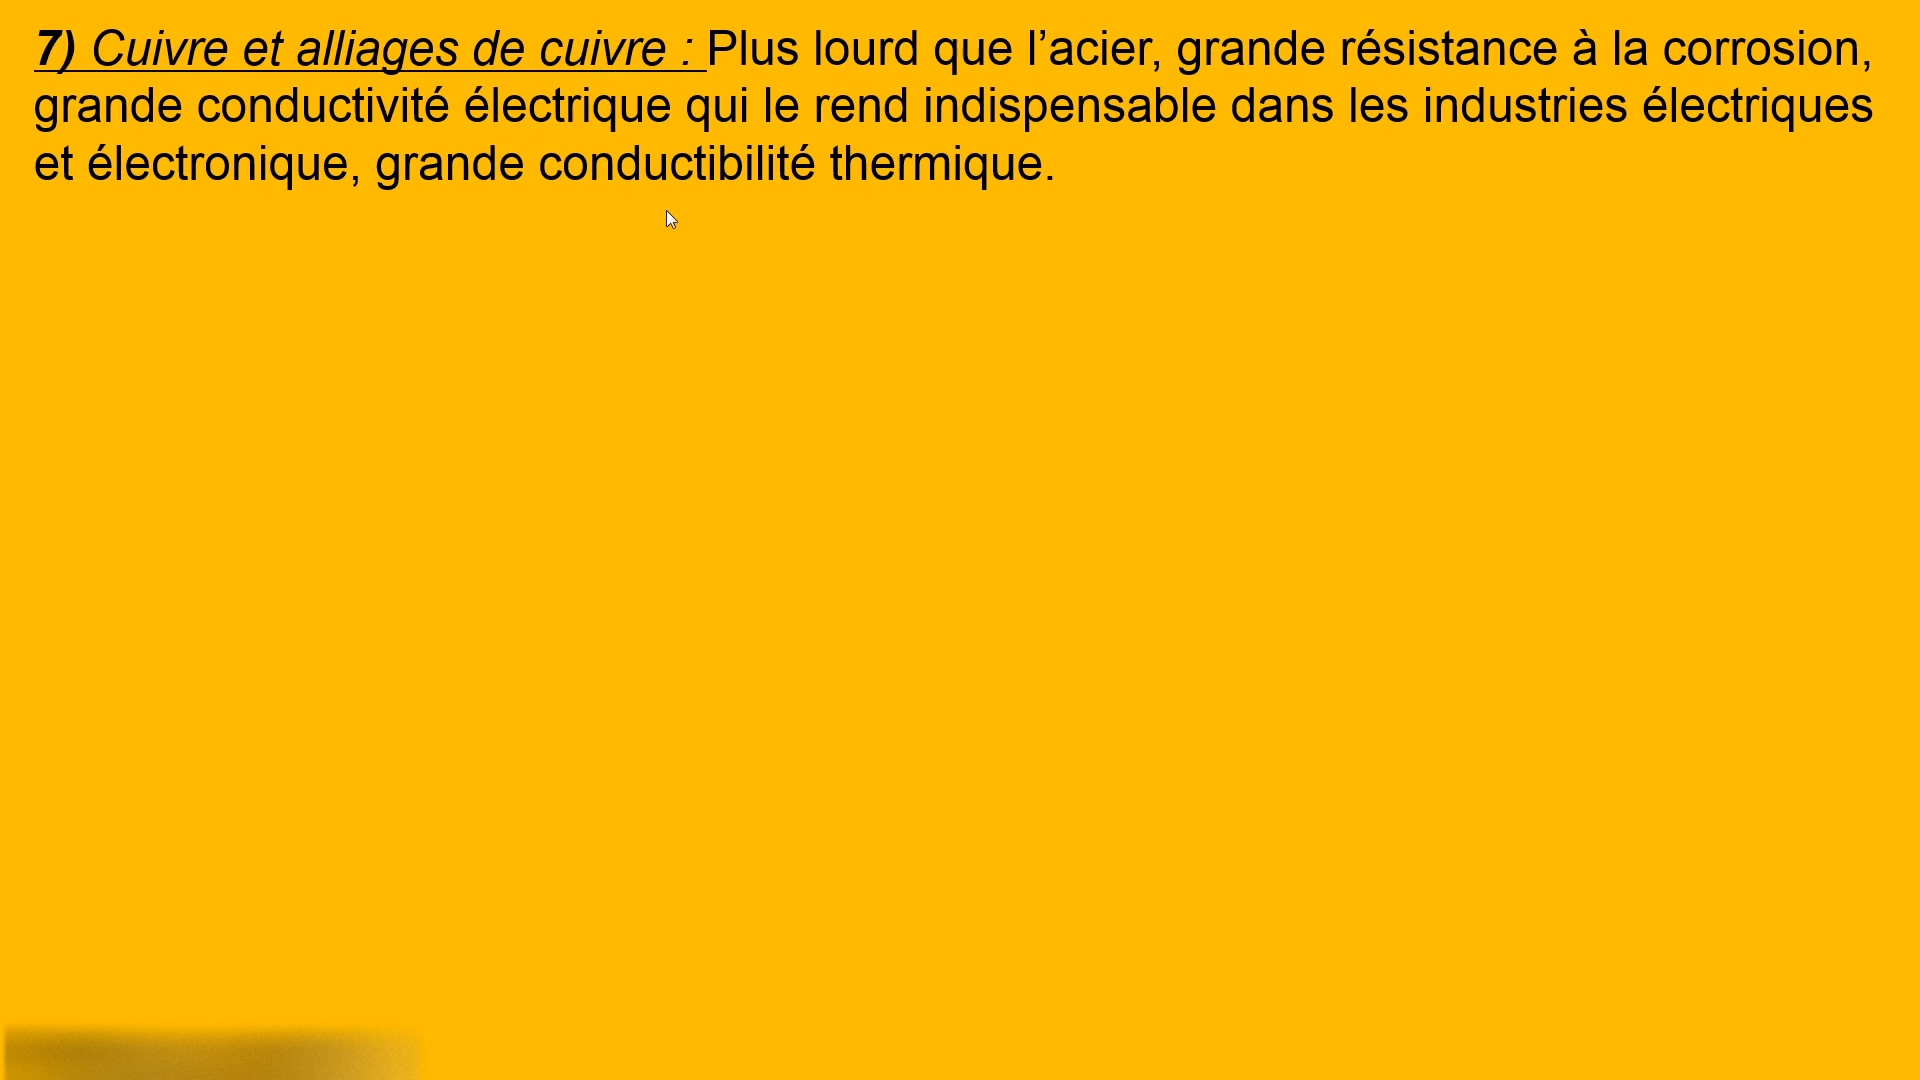 7) Cuivre et alliages de cuivre : Plus lourd que l’acier, grande résistance à la corrosion,
grande conductivité électrique qui le rend indispensable dans les industries électriques
et électronique, grande conductibilité thermique.